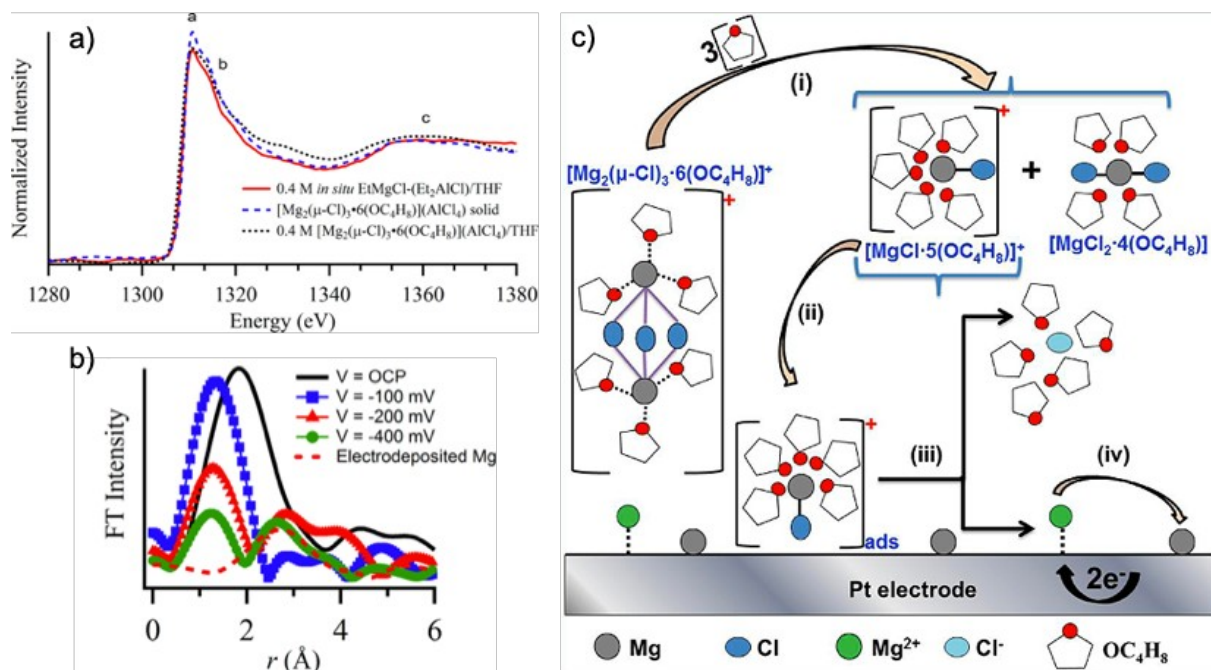 a)
a
b
c
Normalized Intensity
0.4 M in situ EtMgCl-(Et₂AlCl)/THF
[Mg₂(μ-Cl)₃•6(OC₄H₈)](AlCl₄) solid
0.4 M [Mg₂(μ-Cl)₃•6(OC₄H₈)](AlCl₄)/THF
1280 1300 1320 1340 1360 1380
Energy (eV)
b)
FT Intensity
V = OCP
V = -100 mV
V = -200 mV
V = -400 mV
Electrodeposited Mg
0 1 2 3 4 5 6
r (Å)
c)
3
(i)
[Mg₂(μ-Cl)₃·6(OC₄H₈)]⁺
+
+
+
[MgCl·5(OC₄H₈)]⁺
[MgCl₂·4(OC₄H₈)]
(ii)
+
(iii)
(iv)
ads
Pt electrode
2e⁻
Mg
Cl
Mg²⁺
Cl⁻
OC₄H₈